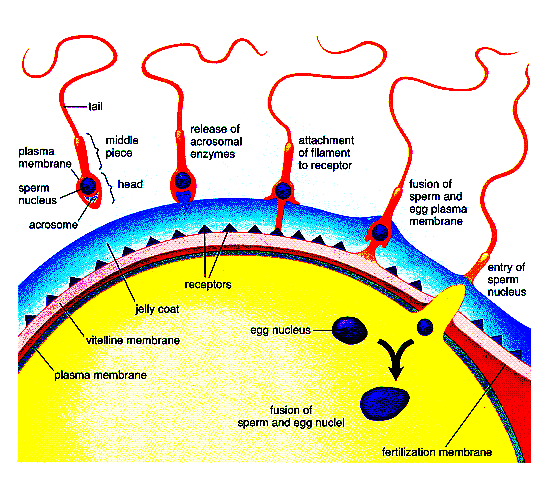 tail
middle
piece
plasma
membrane
head
sperm
nucleus
acrosome
release of
acrosomal
enzymes
attachment
of filament
to receptor
fusion of
sperm and
egg plasma
membrane
entry of
sperm
nucleus
receptors
jelly coat
vitelline membrane
plasma membrane
egg nucleus
fusion of
sperm and egg nuclei
fertilization membrane